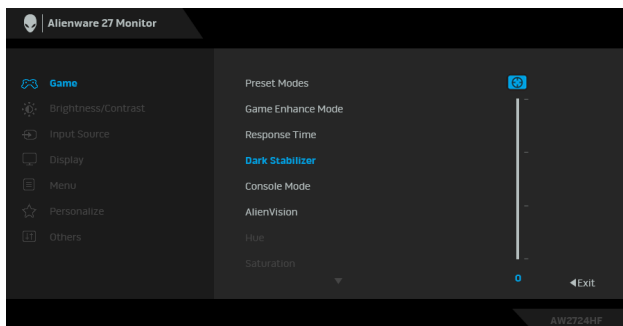 Alienware 27 Monitor
Game
Brightness/Contrast
Input Source
Display
Menu
Personalize
Others
Preset Modes
Game Enhance Mode
Response Time
Dark Stabilizer
Console Mode
AlienVision
Hue
Saturation
0
Exit
AW2724HF